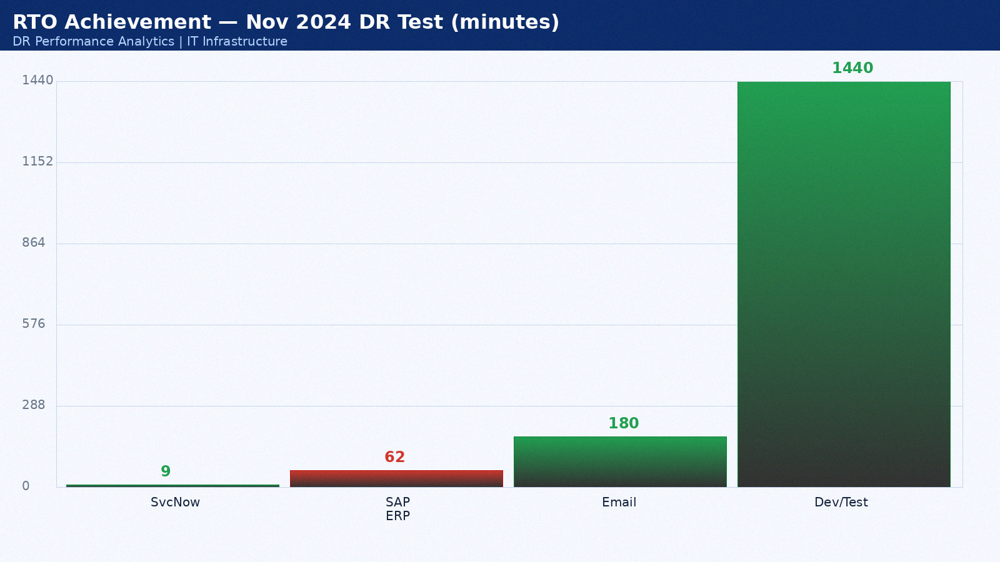 RTO Achievement — Nov 2024 DR Test (minutes)
DR Performance Analytics | IT Infrastructure
1440
1440
1152
864
576
288
180
62
9
0
SvcNow
SAP
ERP
Email
Dev/Test